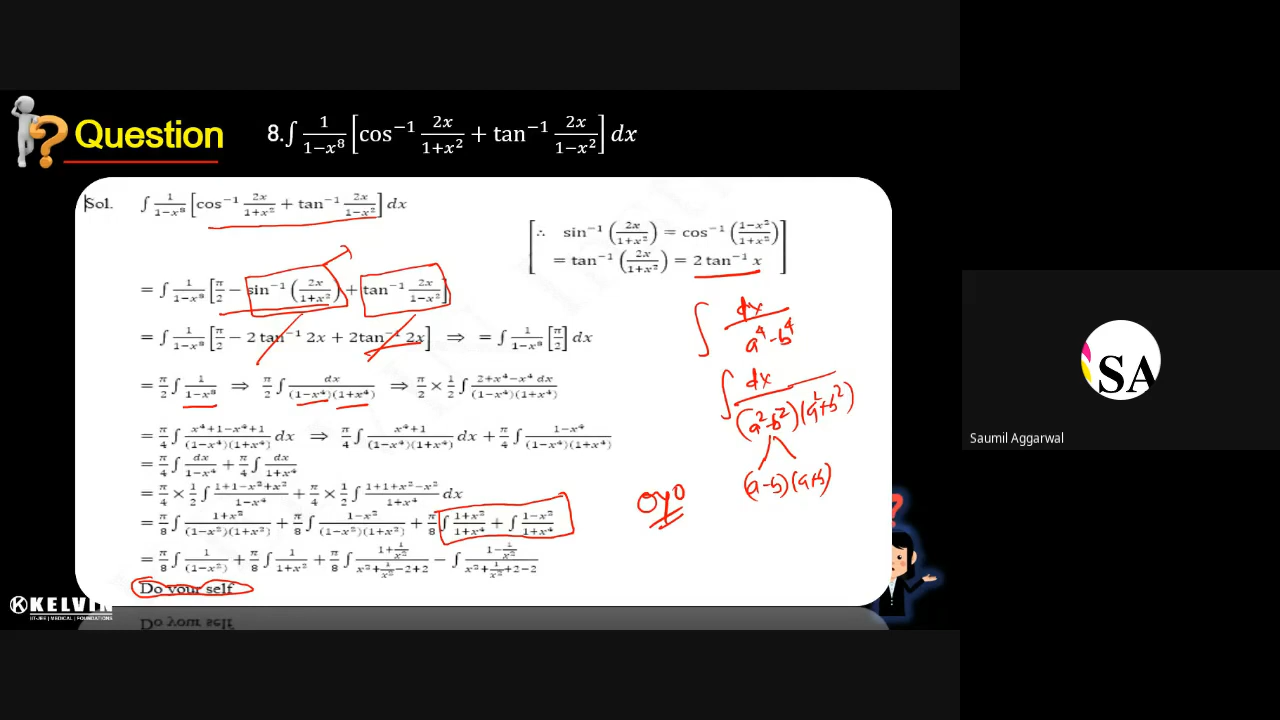 Question
8.∫ 1/(1−x⁸) [cos⁻¹ 2x/(1+x²) + tan⁻¹ 2x/(1−x²)] dx
Sol. ∫ 1/(1−x⁸) [cos⁻¹ 2x/(1+x²) + tan⁻¹ 2x/(1−x²)] dx
[∴ sin⁻¹ (2x/(1+x²)) = cos⁻¹ ((1−x²)/(1+x²))
= tan⁻¹ (2x/(1+x²)) = 2 tan⁻¹ x]
= ∫ 1/(1−x⁸) [π/2 − sin⁻¹ (2x/(1+x²)) + tan⁻¹ 2x/(1−x²)]
= ∫ 1/(1−x⁸) [π/2 − 2 tan⁻¹ 2x + 2tan⁻¹ 2x] ⇒ = ∫ 1/(1−x⁸) [π/2] dx
= π/2 ∫ 1/(1−x⁸) ⇒ π/2 ∫ dx/((1−x⁴)(1+x⁴)) ⇒ π/2 × 1/2 ∫ (2+x⁴−x⁴ dx)/((1−x⁴)(1+x⁴))
= π/4 ∫ (x⁴+1−x⁴+1)/((1−x⁴)(1+x⁴)) dx ⇒ π/4 ∫ (x⁴+1)/((1−x⁴)(1+x⁴)) dx + π/4 ∫ (1−x⁴)/((1−x⁴)(1+x⁴))
= π/4 ∫ dx/(1−x⁴) + π/4 ∫ dx/(1+x⁴)
= π/4 × 1/2 ∫ (1+1−x²+x²)/(1−x⁴) + π/4 × 1/2 ∫ (1+1+x²−x²)/(1+x⁴) dx
= π/8 ∫ (1+x²)/((1−x²)(1+x²)) + π/8 ∫ (1−x²)/((1−x²)(1+x²)) + π/8 ∫ (1+x²)/(1+x⁴) + ∫ (1−x²)/(1+x⁴)
= π/8 ∫ 1/(1−x²) + π/8 ∫ 1/(1+x²) + π/8 ∫ (1+1/x²)/(x²+1/x²−2+2) − ∫ (1−1/x²)/(x²+1/x²+2−2)
Do your self
∫ dx/(a⁴−b⁴)
∫ dx/((a²−b²)(a²+b²))
(a−b)(a+b)
KELVIN
IIT-JEE | MEDICAL | FOUNDATIONS
SA
Saumil Aggarwal